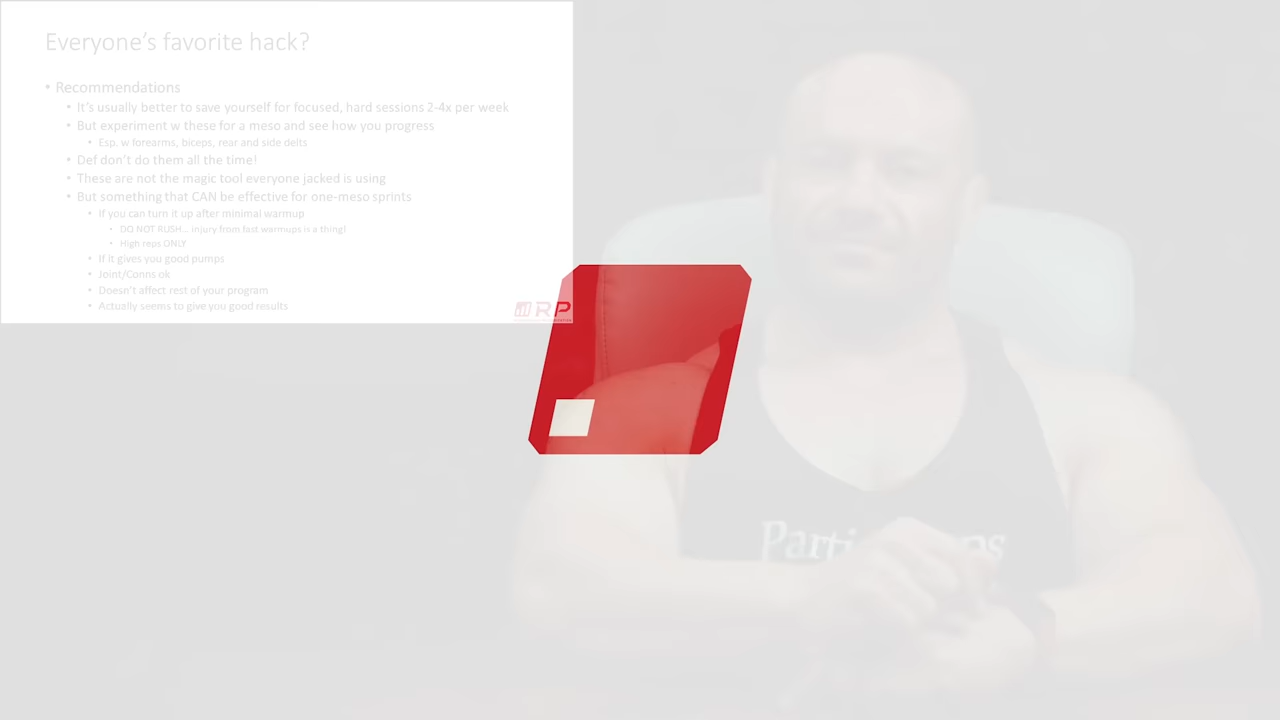 Everyone's favorite hack?
• Recommendations
• It's usually better to save yourself for focused, hard sessions 2-4x per week
• But experiment w these for a meso and see how you progress
• Esp. w forearms, biceps, rear and side delts
• Def don't do them all the time!
• These are not the magic tool everyone jacked is using
• But something that CAN be effective for one-meso sprints
• If you can turn it up after minimal warmup
• DO NOT RUSH... injury from fast warmups is a thing!
• High reps ONLY
• If it gives you good pumps
• Joint/Conns ok
• Doesn't affect rest of your program
• Actually seems to give you good results
RP